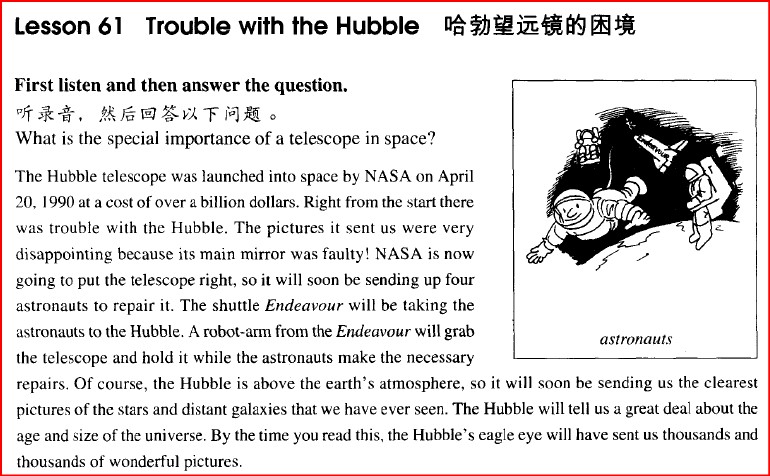 Lesson 61 Trouble with the Hubble 哈勃望远镜的困境
First listen and then answer the question.
听录音，然后回答以下问题。
What is the special importance of a telescope in space?
The Hubble telescope was launched into space by NASA on April
20, 1990 at a cost of over a billion dollars. Right from the start there
was trouble with the Hubble. The pictures it sent us were very
disappointing because its main mirror was faulty! NASA is now
going to put the telescope right, so it will soon be sending up four
astronauts to repair it. The shuttle Endeavour will be taking the
astronauts to the Hubble. A robot-arm from the Endeavour will grab
the telescope and hold it while the astronauts make the necessary
repairs. Of course, the Hubble is above the earth's atmosphere, so it will soon be sending us the clearest
pictures of the stars and distant galaxies that we have ever seen. The Hubble will tell us a great deal about the
age and size of the universe. By the time you read this, the Hubble's eagle eye will have sent us thousands and
thousands of wonderful pictures.
Endeavour
astronauts